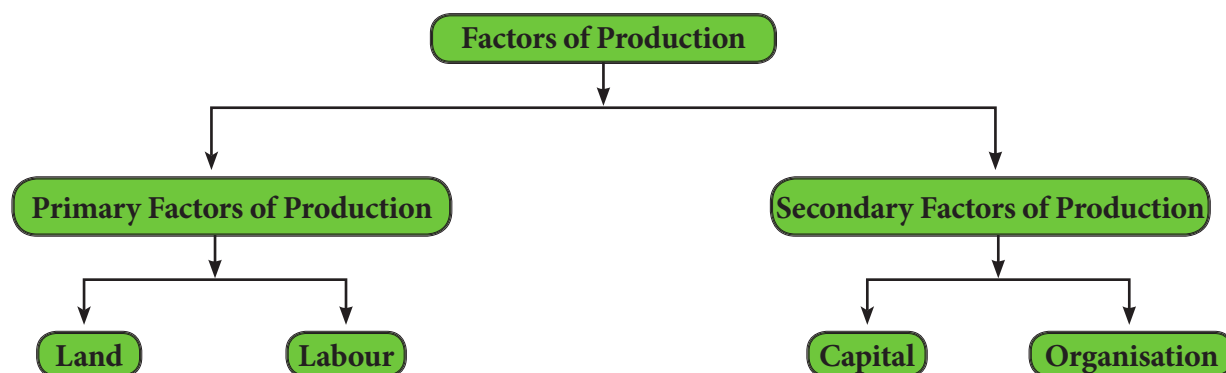 Factors of Production
Primary Factors of Production
Secondary Factors of Production
Land
Labour
Capital
Organisation